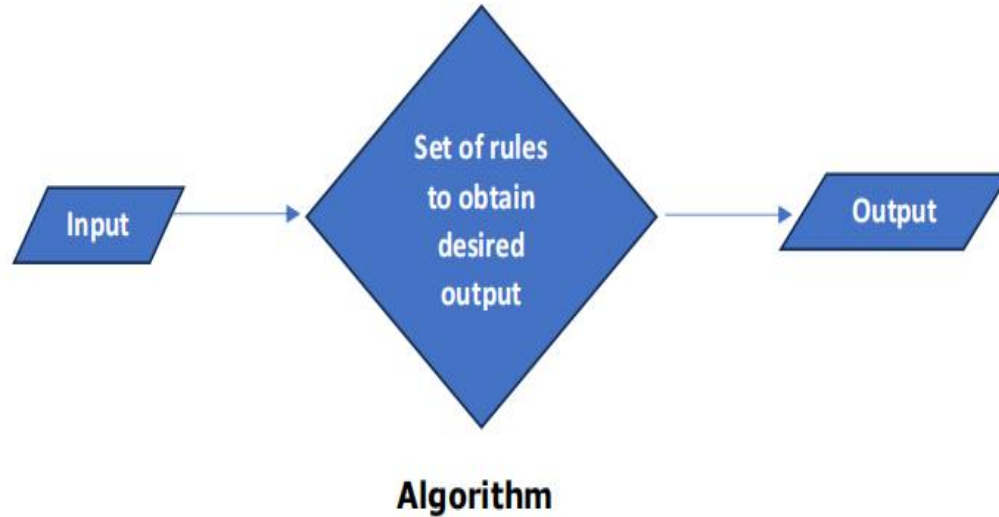 Input
Set of rules
to obtain
desired
output
Output
Algorithm